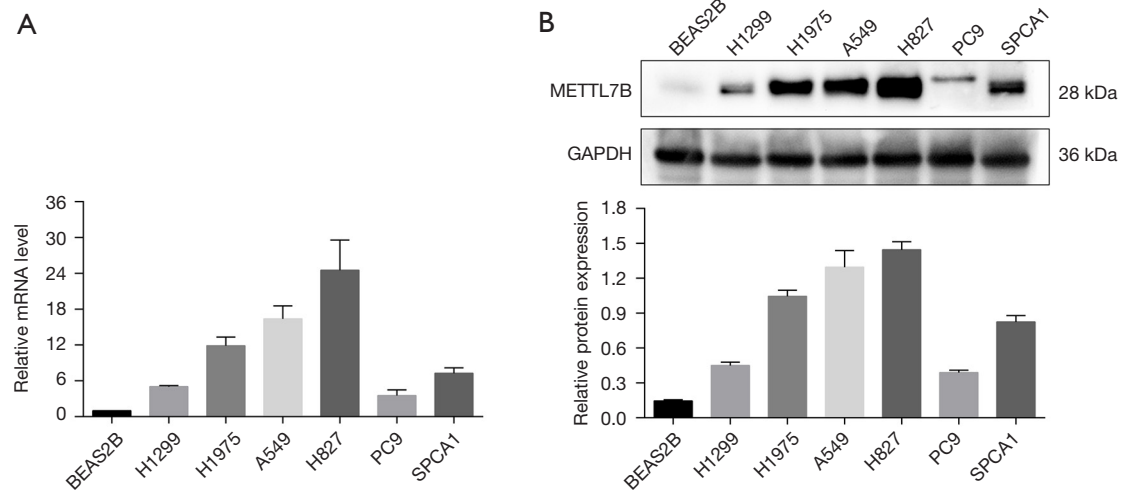 A
Relative mRNA level
36
30
24
18
12
6
0
BEAS2B
H1299
H1975
A549
H827
PC9
SPCA1
B
BEAS2B
H1299
H1975
A549
H827
PC9
SPCA1
METTL7B
28 kDa
GAPDH
36 kDa
Relative protein expression
1.8
1.5
1.2
0.9
0.6
0.3
0.0
BEAS2B
H1299
H1975
A549
H827
PC9
SPCA1